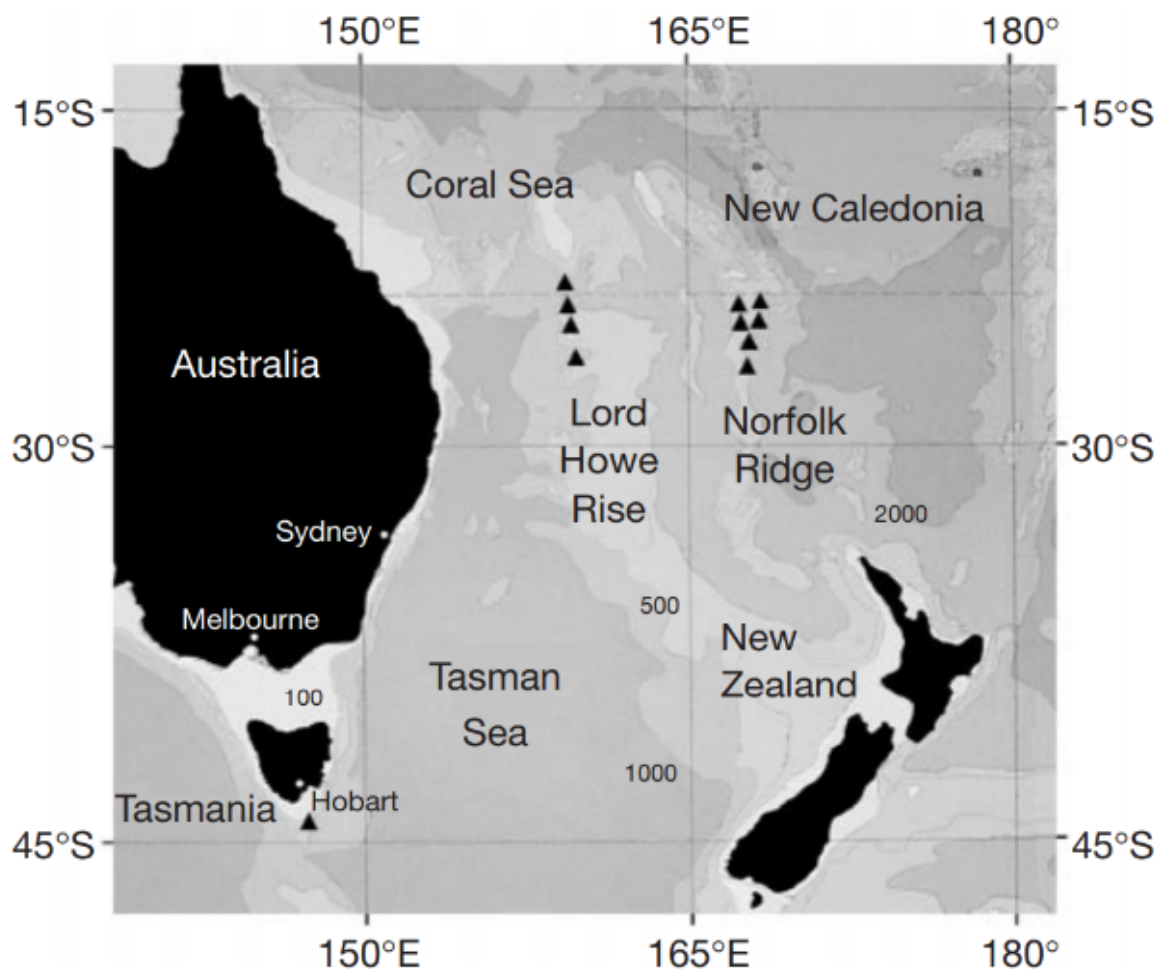 150°E 165°E 180°
15°S 15°S
Coral Sea
New Caledonia
Australia
Lord
Howe
Rise
Norfolk
Ridge
30°S 30°S
2000
Sydney
500
Melbourne
New
Zealand
Tasman
Sea
100
1000
Hobart
Tasmania
45°S 45°S
150°E 165°E 180°